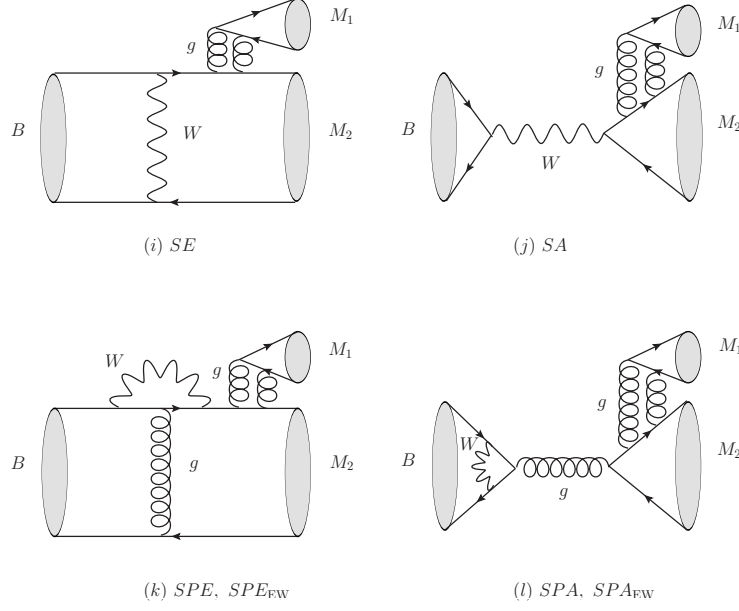 M₁
g
B
W
M₂
(i) SE
M₁
g
B
W
M₂
(j) SA
W
g
M₁
B
g
M₂
(k) SPE, SPE_EW
M₁
g
B
W
g
M₂
(l) SPA, SPA_EW